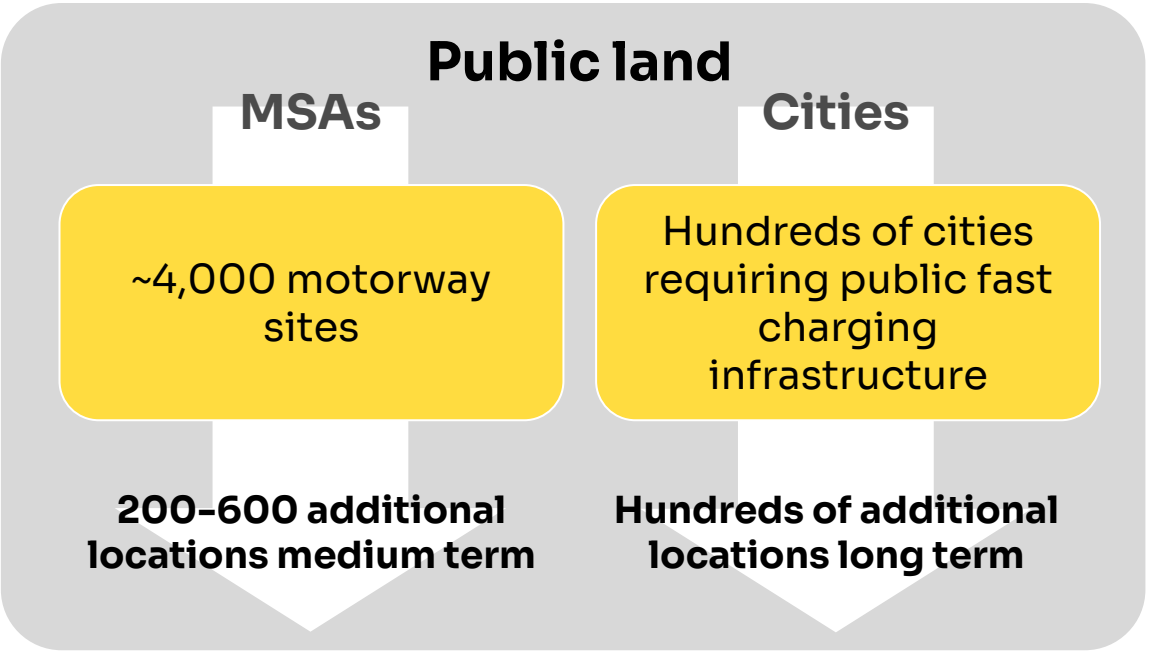 Public land
MSAs
~4,000 motorway
sites
200-600 additional
locations medium term
Cities
Hundreds of cities
requiring public fast
charging
infrastructure
Hundreds of additional
locations long term